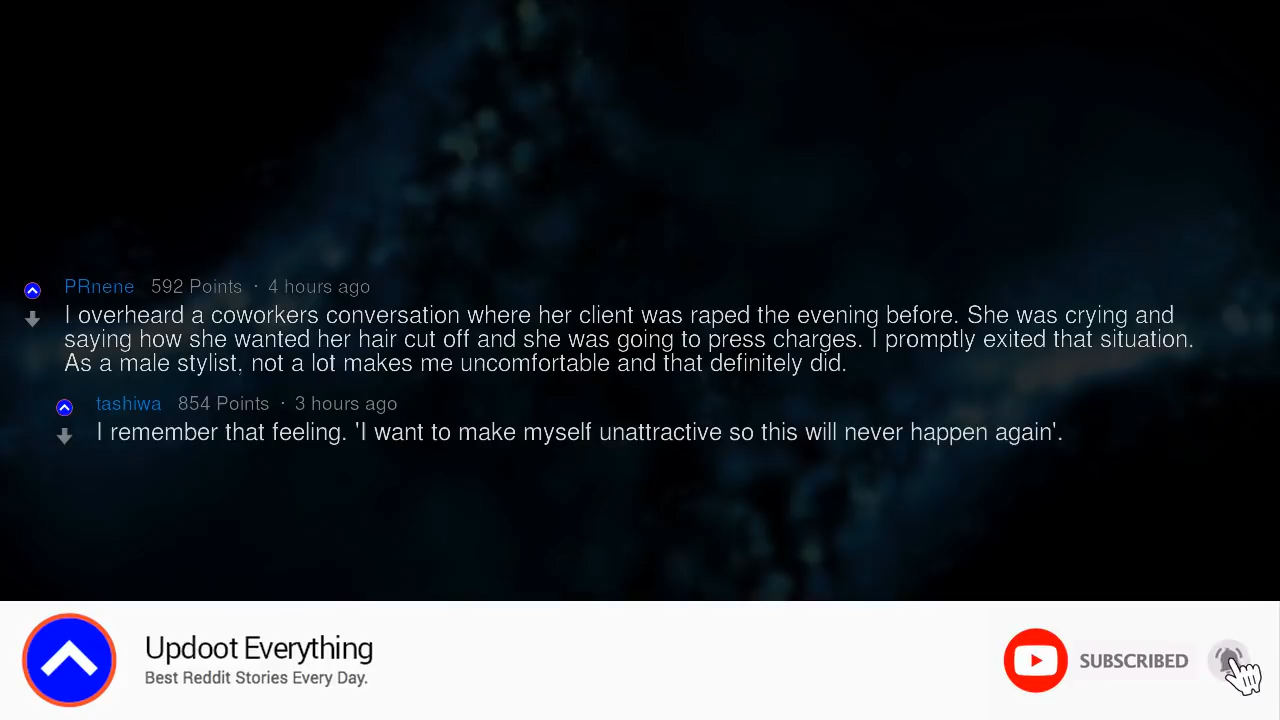 PRnene 592 Points · 4 hours ago
I overheard a coworkers conversation where her client was raped the evening before. She was crying and
saying how she wanted her hair cut off and she was going to press charges. I promptly exited that situation.
As a male stylist, not a lot makes me uncomfortable and that definitely did.
tashiwa 854 Points · 3 hours ago
I remember that feeling. 'I want to make myself unattractive so this will never happen again'.
Updoot Everything
Best Reddit Stories Every Day.
SUBSCRIBED